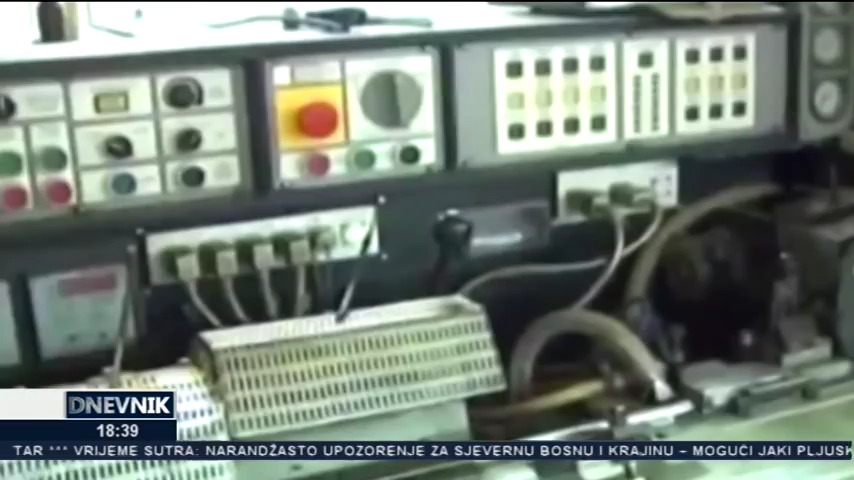 DNEVNIK
18:39
TAR *** VRIJEME SUTRA: NARANDŽASTO UPOZORENJE ZA SJEVERNU BOSNU I KRAJINU – MOGUĆI JAKI PLJUSK